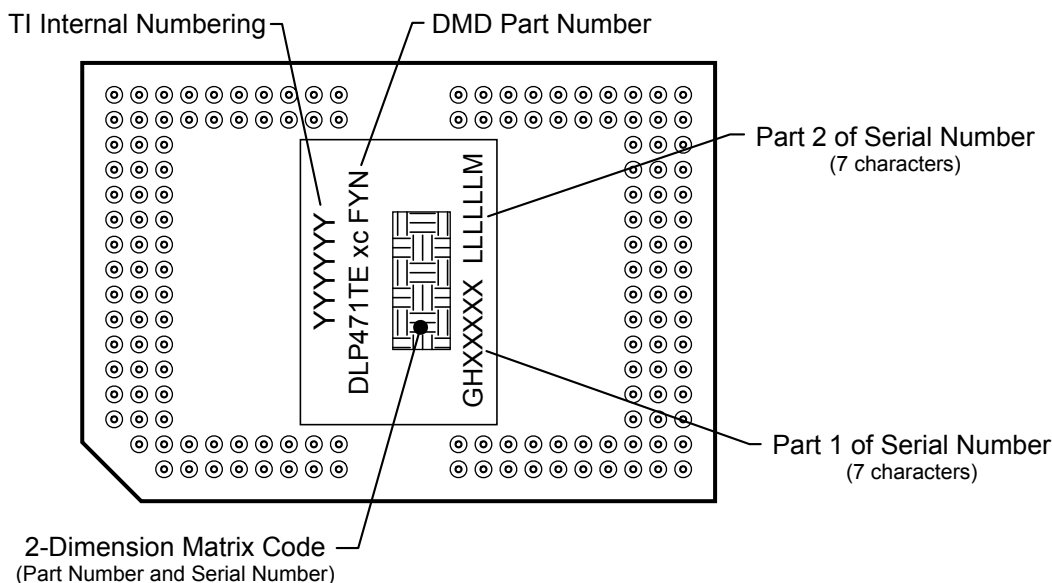 TI Internal Numbering
DMD Part Number
Part 2 of Serial Number
(7 characters)
YYYYYYY
DLP471TE xc FYN
GHXXXXX LLLLLLM
Part 1 of Serial Number
(7 characters)
2-Dimension Matrix Code
(Part Number and Serial Number)